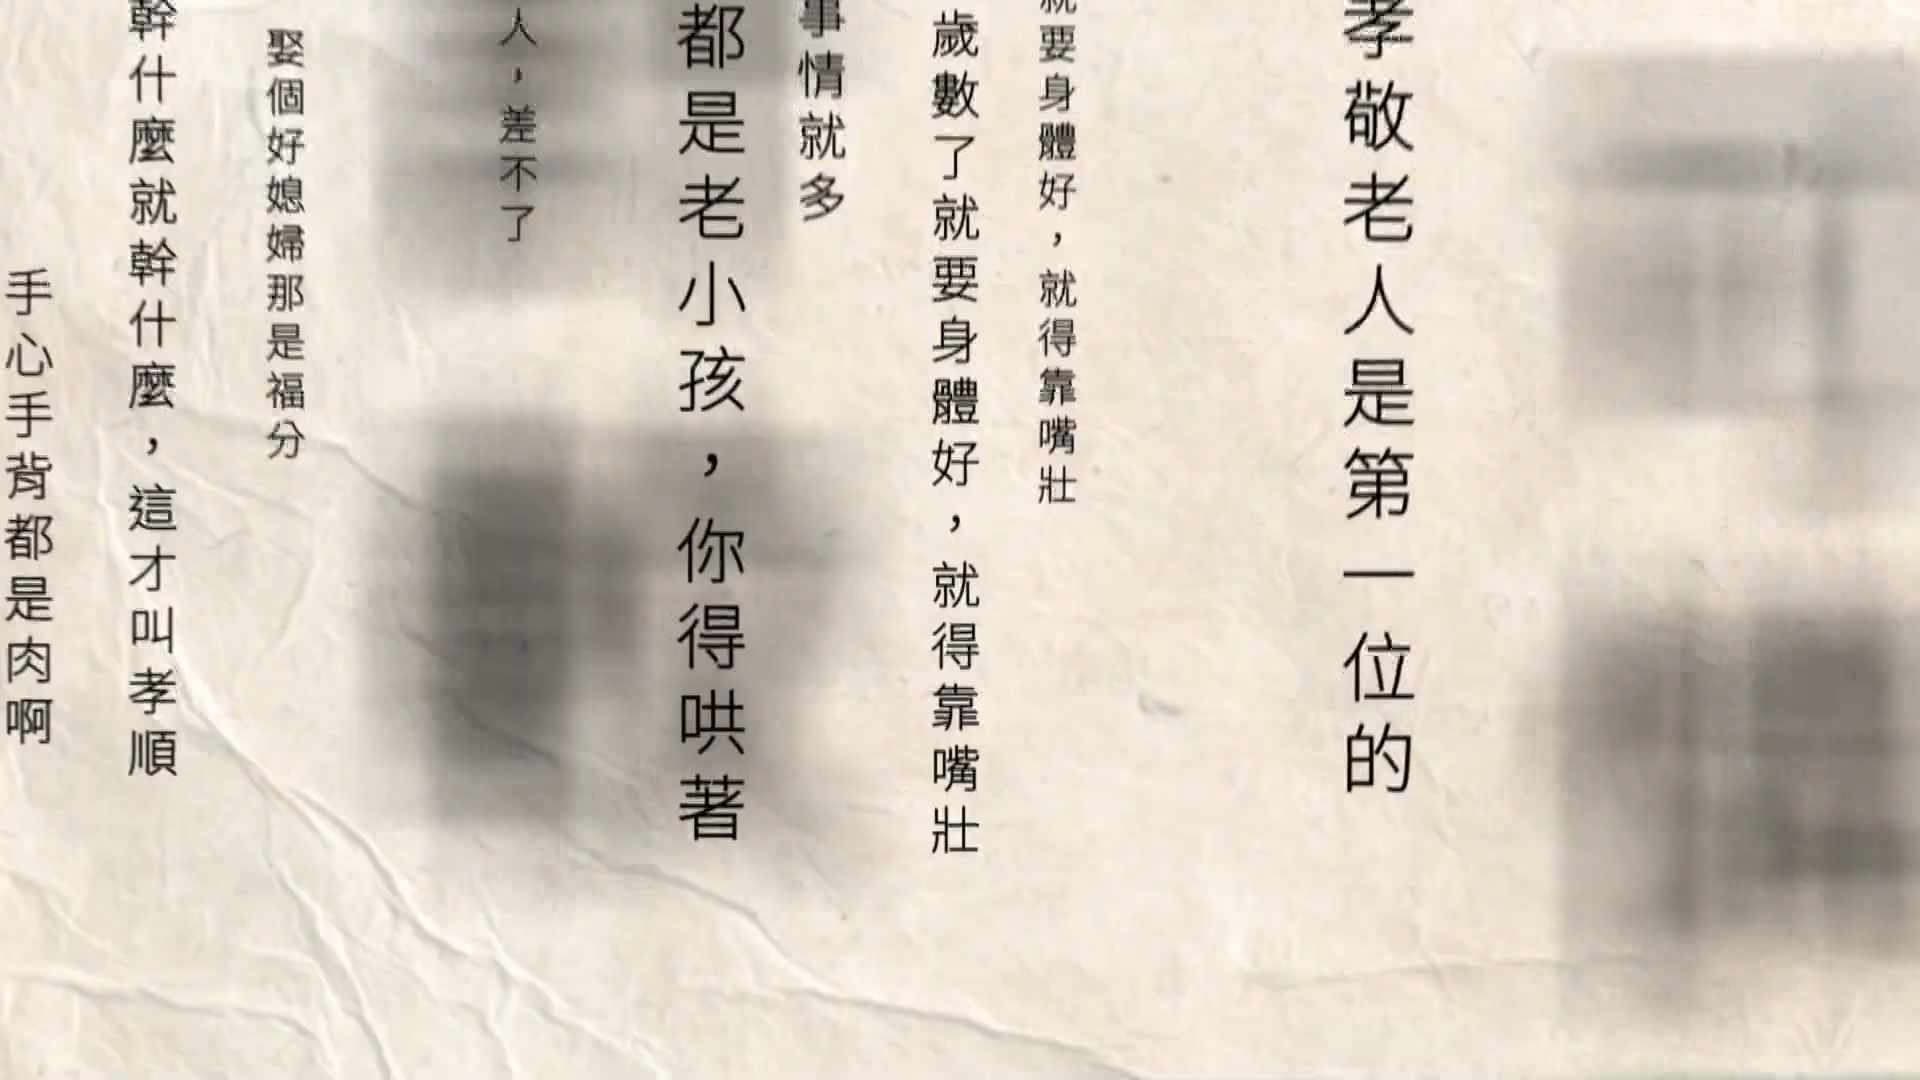 孝敬老人是第一位的
就要身體好，就得靠嘴壯
歲數了就要身體好，就得靠嘴壯
事情就多
都是老小孩，你得哄著
人，差不了
娶個好媳婦那是福分
幹什麼就幹什麼，這才叫孝順
手心手背都是肉啊